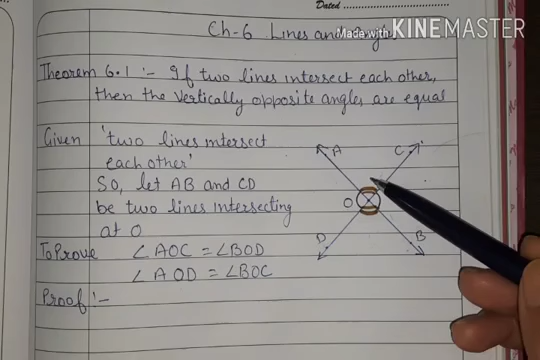 Dated
Made with KINEMASTER
Ch-6 Lines and Angles
Theorem 6.1 :- If two lines intersect each other,
then the vertically opposite angles are equal
Given 'two lines intersect
each other'
So, let AB and CD
be two lines intersecting
at O
A C
O
D B
To Prove ∠AOC = ∠BOD
∠AOD = ∠BOC
Proof :-